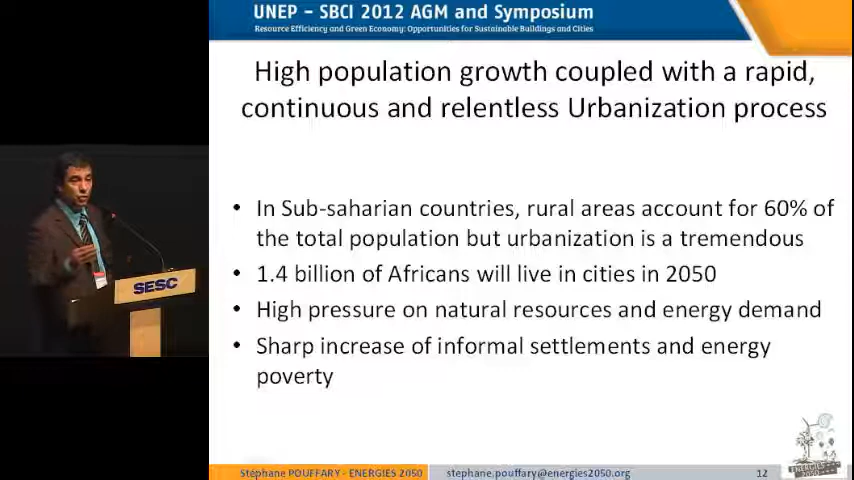 UNEP – SBCI 2012 AGM and Symposium
Resource Efficiency and Green Economy: Opportunities for Sustainable Buildings and Cities
High population growth coupled with a rapid,
continuous and relentless Urbanization process
• In Sub-saharian countries, rural areas account for 60% of
the total population but urbanization is a tremendous
• 1.4 billion of Africans will live in cities in 2050
• High pressure on natural resources and energy demand
• Sharp increase of informal settlements and energy
poverty
SESC
Stephane POUFFARY - ENERGIES 2050
stephane.pouffary@energies2050.org
12
ENERGIES
2050